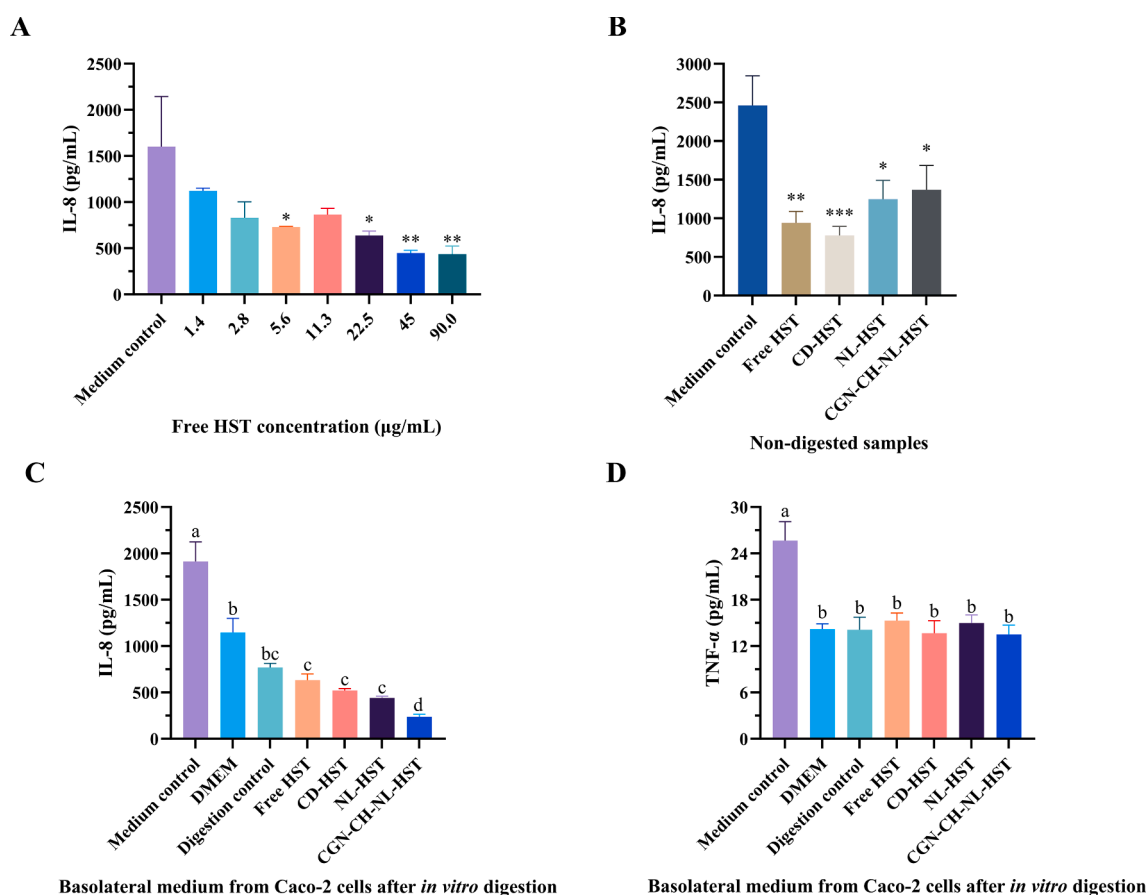 A
IL-8 (pg/mL)
2500
2000
1500
1000
500
0
*
*
**
**
Medium control
1.4
2.8
5.6
11.3
22.5
45
90.0
Free HST concentration (μg/mL)
B
IL-8 (pg/mL)
3000
2500
2000
1500
1000
500
0
**
***
*
*
Medium control
Free HST
CD-HST
NL-HST
CGN-CH-NL-HST
Non-digested samples
C
IL-8 (pg/mL)
2500
2000
1500
1000
500
0
a
b
bc
c
c
c
d
Medium control
DMEM
Digestion control
Free HST
CD-HST
NL-HST
CGN-CH-NL-HST
Basolateral medium from Caco-2 cells after in vitro digestion
D
TNF-α (pg/mL)
30
24
18
12
6
0
a
b
b
b
b
b
b
Medium control
DMEM
Digestion control
Free HST
CD-HST
NL-HST
CGN-CH-NL-HST
Basolateral medium from Caco-2 cells after in vitro digestion